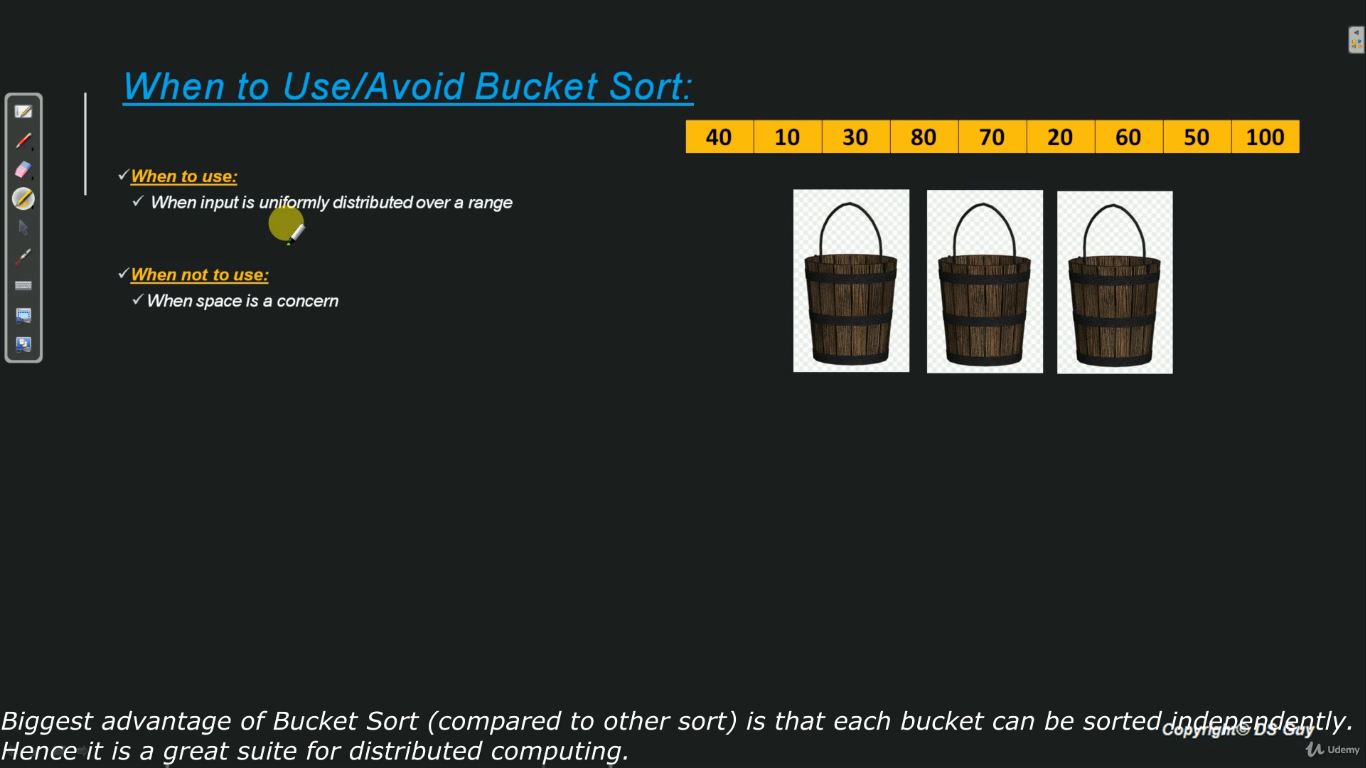 When to Use/Avoid Bucket Sort:
40 10 30 80 70 20 60 50 100
When to use:
When input is uniformly distributed over a range
When not to use:
When space is a concern
Biggest advantage of Bucket Sort (compared to other sort) is that each bucket can be sorted independently.
Copyright© DS Guy
Hence it is a great suite for distributed computing.
Udemy